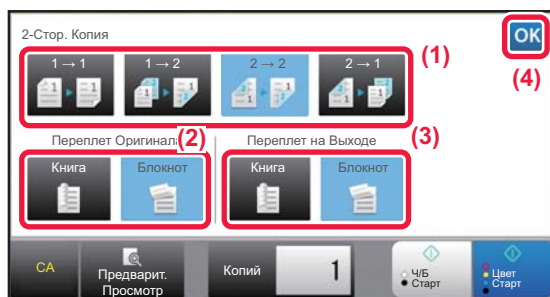 2-Стор. Копия
OK
(1)
(4)
1 → 1
1 → 2
2 → 2
2 → 1
Переплет Оригинала
(2)
Переплет на Выходе
(3)
Книга
Блокнот
Книга
Блокнот
CA
Предварит.
Просмотр
Копий
1
Ч/Б
Старт
Цвет
Старт